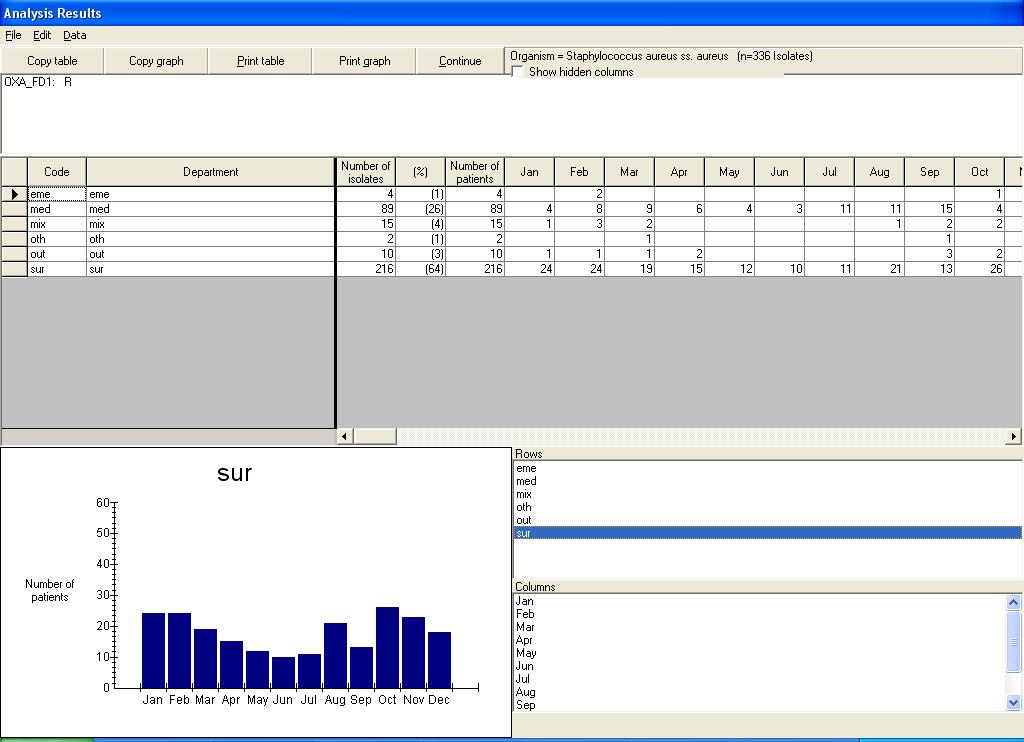 Analysis Results
File Edit Data
Copy table Copy graph Print table Print graph Continue Organism = Staphylococcus aureus ss. aureus (n=336 Isolates)
Show hidden columns
OXA_FD1: R
Code Department Number of isolates (%) Number of patients Jan Feb Mar Apr May Jun Jul Aug Sep Oct
eme eme 4 (1) 4 2 1
med med 89 (26) 89 4 8 9 6 4 3 11 11 15 4
mix mix 15 (4) 15 1 3 2 1 2 2
oth oth 2 (1) 2 1 1
out out 10 (3) 10 1 1 1 2 3 2
sur sur 216 (64) 216 24 24 19 15 12 10 11 21 13 26
sur
60
50
40
30
20
10
0
Number of
patients
Jan Feb Mar Apr May Jun Jul Aug Sep Oct Nov Dec
Rows
eme
med
mix
oth
out
sur
Columns
Jan
Feb
Mar
Apr
May
Jun
Jul
Aug
Sep